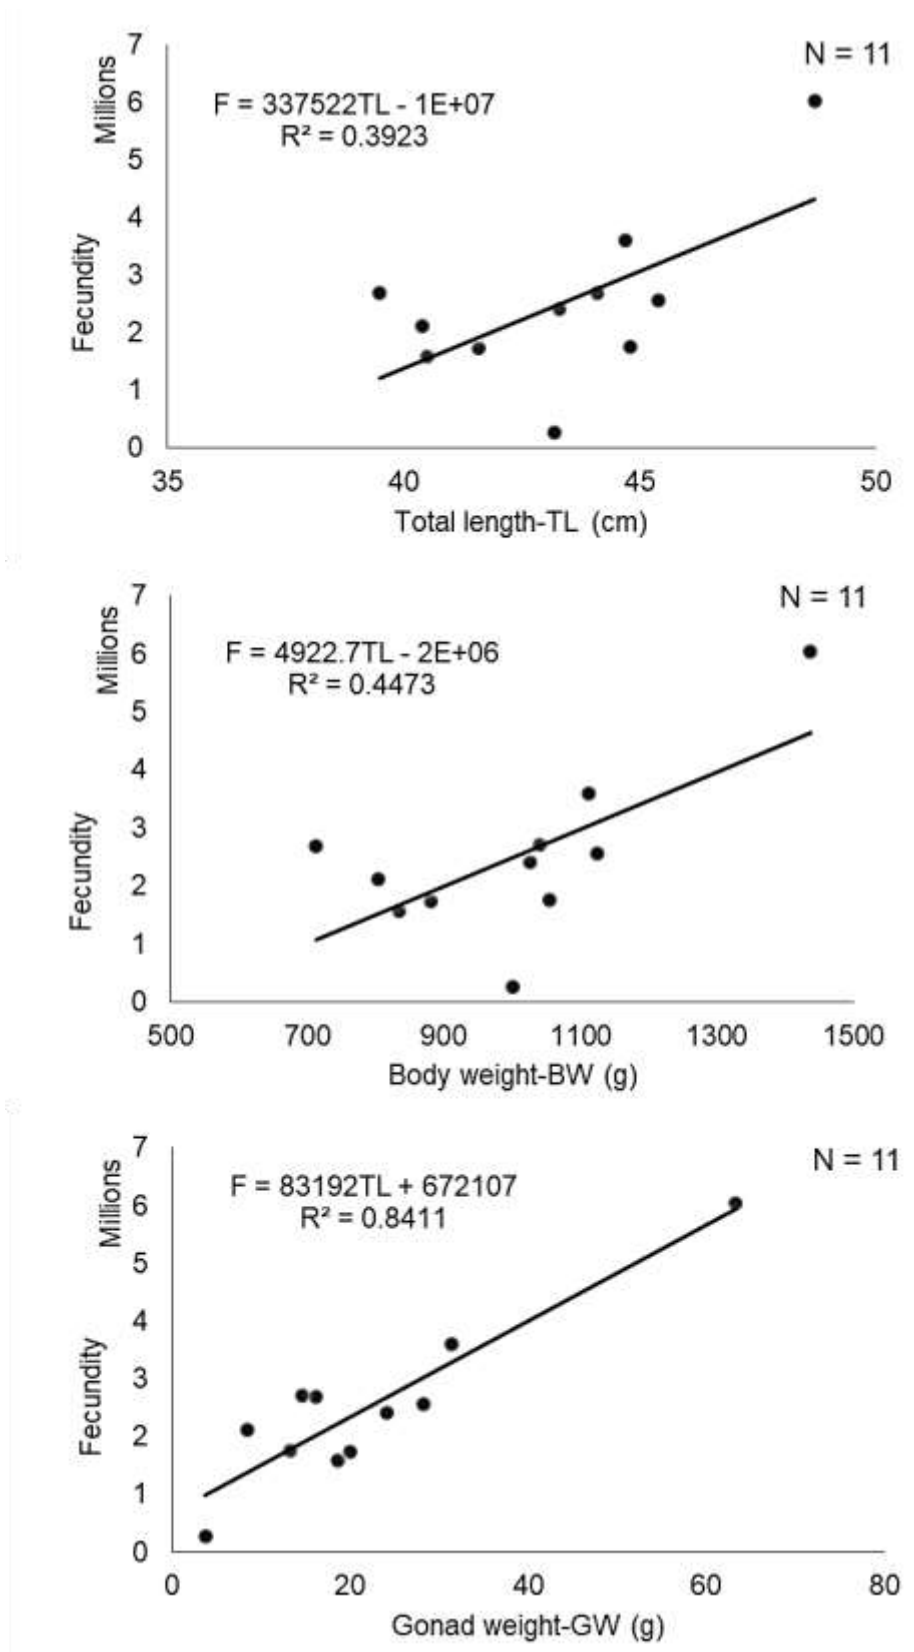 N = 11
F = 337522TL - 1E+07
R² = 0.3923
Millions
Fecundity
7
6
5
4
3
2
1
0
35 40 45 50
Total length-TL (cm)
N = 11
F = 4922.7TL - 2E+06
R² = 0.4473
Millions
Fecundity
7
6
5
4
3
2
1
0
500 700 900 1100 1300 1500
Body weight-BW (g)
N = 11
F = 83192TL + 672107
R² = 0.8411
Millions
Fecundity
7
6
5
4
3
2
1
0
0 20 40 60 80
Gonad weight-GW (g)